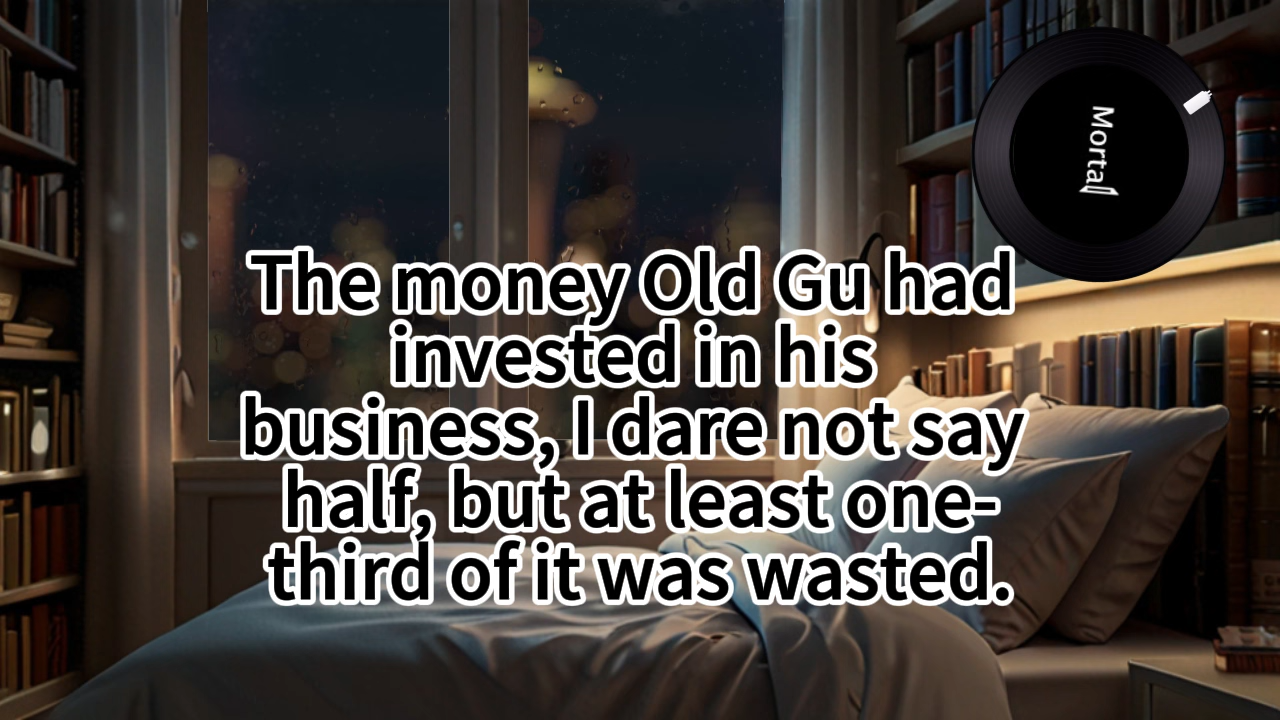 Mortal
The money Old Gu had
invested in his
business, I dare not say
half, but at least one-
third of it was wasted.